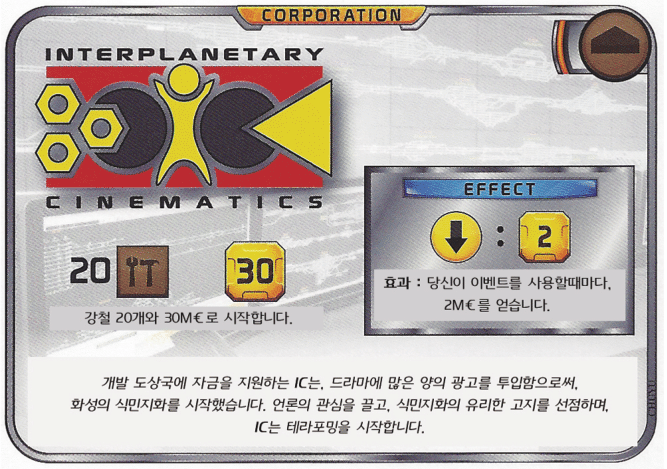 CORPORATION
INTERPLANETARY
CINEMATICS
20
30
강철 20개와 30M€로 시작합니다.
EFFECT
: 2
효과 : 당신이 이벤트를 사용할때마다,
2M€를 얻습니다.
개발 도상국에 자금을 지원하는 IC는, 드라마에 많은 양의 광고를 투입함으로써,
화성의 식민지화를 시작했습니다. 언론의 관심을 끌고, 식민지화의 유리한 고지를 선점하며,
IC는 테라포밍을 시작합니다.